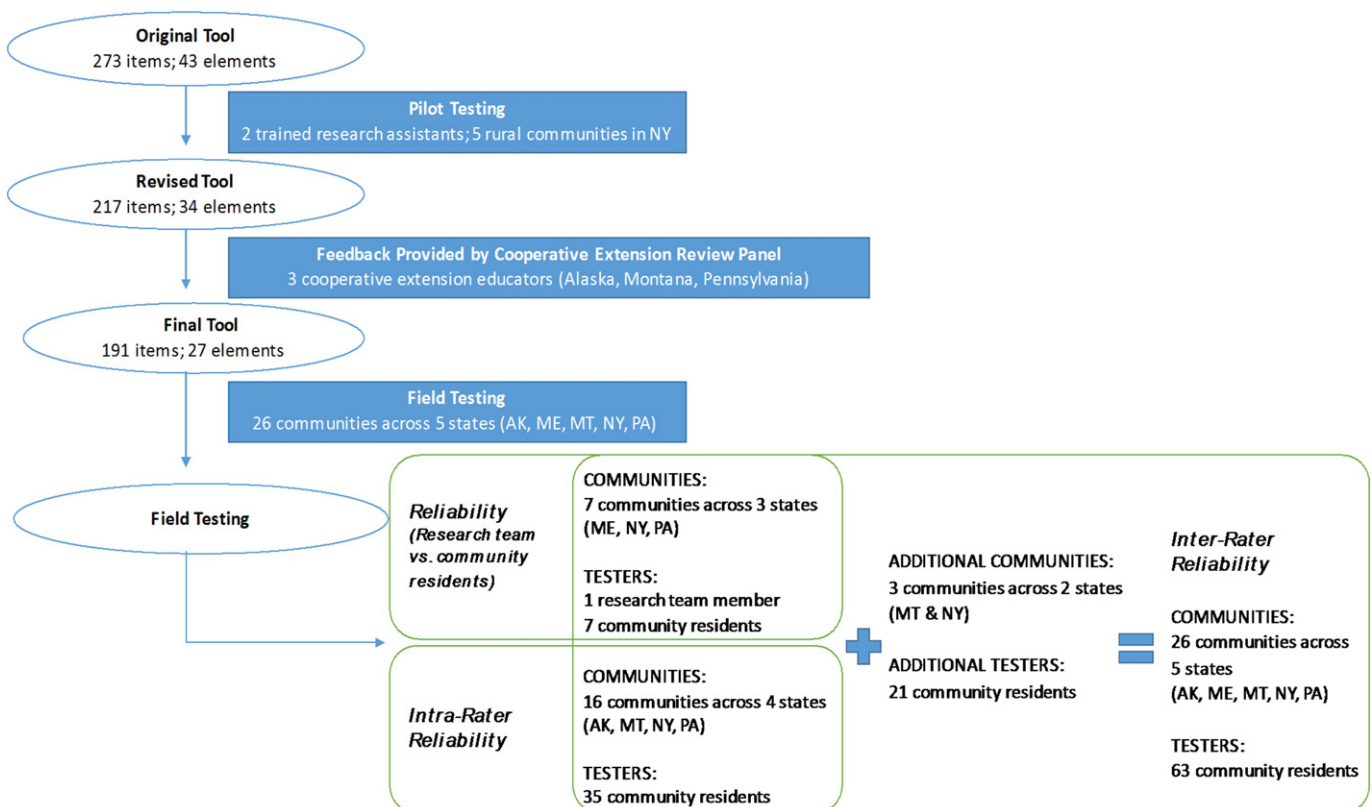 Original Tool
273 items; 43 elements
Pilot Testing
2 trained research assistants; 5 rural communities in NY
Revised Tool
217 items; 34 elements
Feedback Provided by Cooperative Extension Review Panel
3 cooperative extension educators (Alaska, Montana, Pennsylvania)
Final Tool
191 items; 27 elements
Field Testing
26 communities across 5 states (AK, ME, MT, NY, PA)
Field Testing
Reliability
(Research team
vs. community
residents)
COMMUNITIES:
7 communities across 3 states
(ME, NY, PA)
TESTERS:
1 research team member
7 community residents
Intra-Rater
Reliability
COMMUNITIES:
16 communities across 4 states
(AK, MT, NY, PA)
TESTERS:
35 community residents
ADDITIONAL COMMUNITIES:
3 communities across 2 states
(MT & NY)
ADDITIONAL TESTERS:
21 community residents
Inter-Rater
Reliability
COMMUNITIES:
26 communities across
5 states
(AK, ME, MT, NY, PA)
TESTERS:
63 community residents